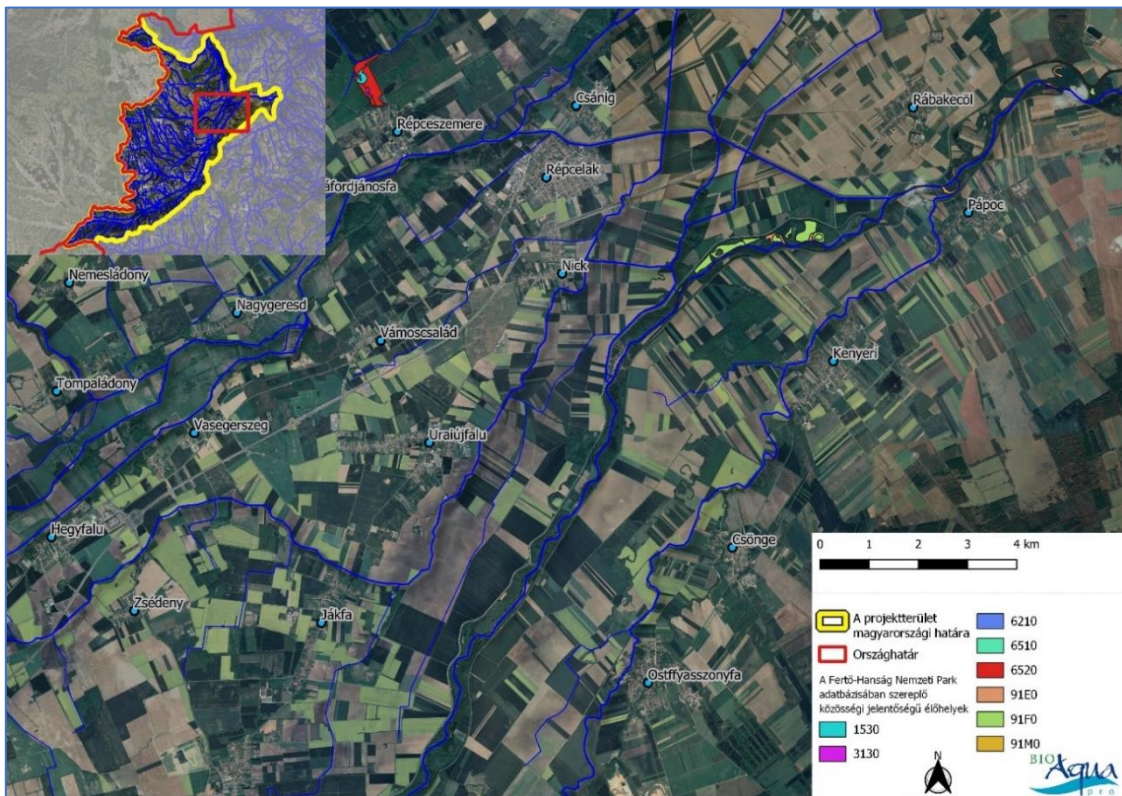 Csánig
Rábakecöl
Répceszemere
Répcelak
áfordjánosfa
Pápoc
Nick
Nemesládony
Nagygeresd
Vámoscsalád
Kenyeri
Tompaládony
Vasegerszeg
Uraiújfalu
Hegyfalu
Csönge
Zsédeny
Jákfa
Ostffyasszonyfa
0 1 2 3 4 km
A projektterület
magyarországi határa
Országhatár
A Fertő-Hanság Nemzeti Park
adatbázisában szereplő
közösségi jelentőségű élőhelyek
1530
3130
6210
6510
6520
91E0
91F0
91M0
N
BIO
Aqua
pro